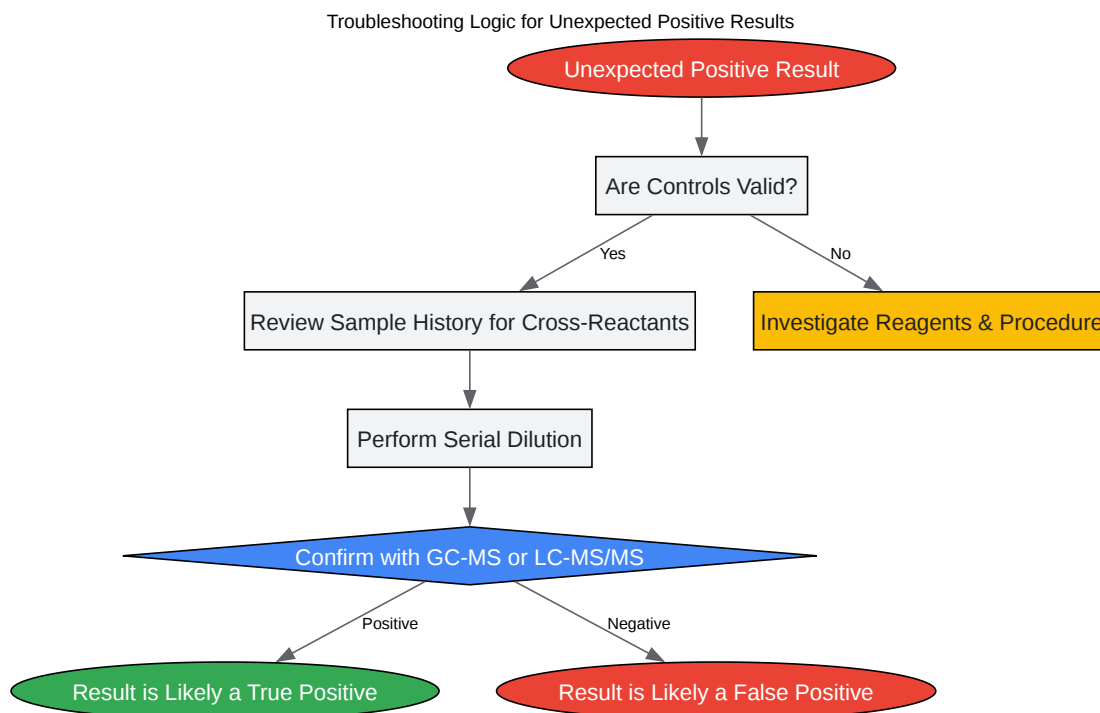 Troubleshooting Logic for Unexpected Positive Results
Unexpected Positive Result
Are Controls Valid?
Yes
No
Review Sample History for Cross-Reactants
Investigate Reagents & Procedure
Perform Serial Dilution
Confirm with GC-MS or LC-MS/MS
Positive
Negative
Result is Likely a True Positive
Result is Likely a False Positive